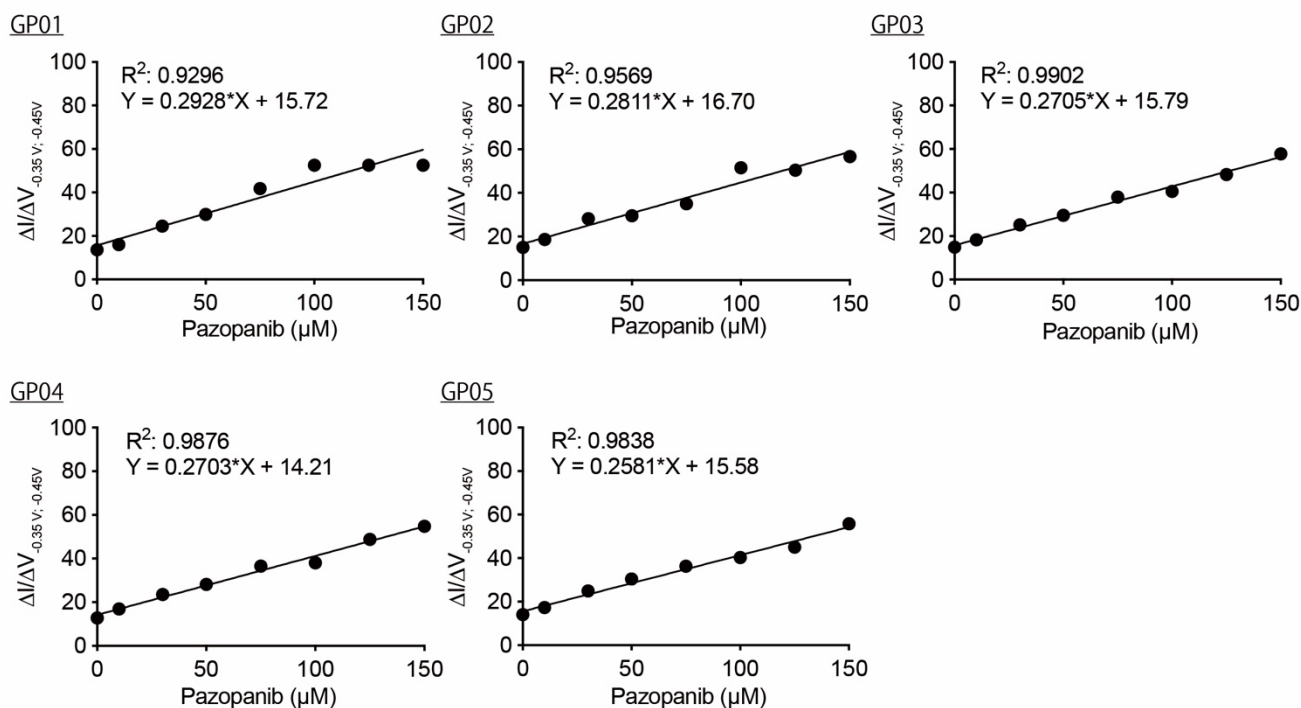 GP01
100
80
60
40
20
0
R²: 0.9296
Y = 0.2928*X + 15.72
ΔI/ΔV-0.35 V; -0.45V
0 50 100 150
Pazopanib (µM)
GP02
100
80
60
40
20
0
R²: 0.9569
Y = 0.2811*X + 16.70
ΔI/ΔV-0.35 V; -0.45V
0 50 100 150
Pazopanib (µM)
GP03
100
80
60
40
20
0
R²: 0.9902
Y = 0.2705*X + 15.79
ΔI/ΔV-0.35 V; -0.45V
0 50 100 150
Pazopanib (µM)
GP04
100
80
60
40
20
0
R²: 0.9876
Y = 0.2703*X + 14.21
ΔI/ΔV-0.35 V; -0.45V
0 50 100 150
Pazopanib (µM)
GP05
100
80
60
40
20
0
R²: 0.9838
Y = 0.2581*X + 15.58
ΔI/ΔV-0.35 V; -0.45V
0 50 100 150
Pazopanib (µM)